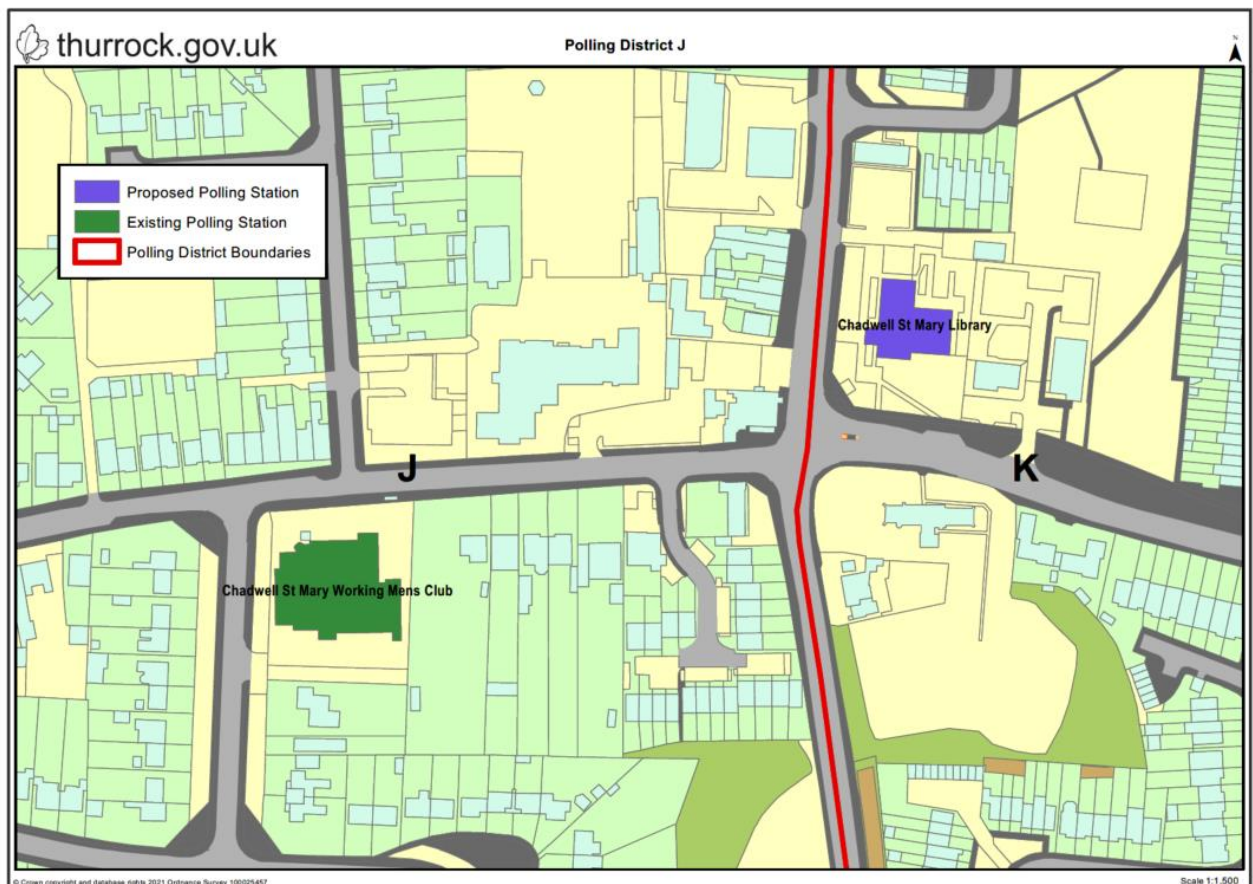 thurrock.gov.uk
Polling District J
N
Proposed Polling Station
Existing Polling Station
Polling District Boundaries
Chadwell St Mary Library
J
K
Chadwell St Mary Working Mens Club
© Crown copyright and database rights 2021 Ordnance Survey 100025457
Scale 1:1,500